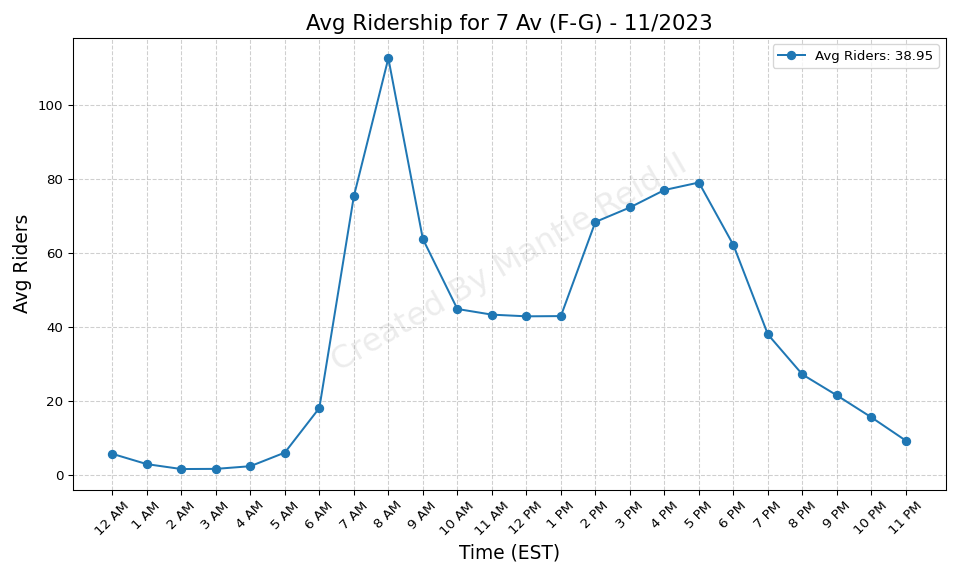 Avg Ridership for 7 Av (F-G) - 11/2023
Avg Riders: 38.95
Avg Riders
100
80
60
40
20
0
Created By Mantie Reid II
12 AM
1 AM
2 AM
3 AM
4 AM
5 AM
6 AM
7 AM
8 AM
9 AM
10 AM
11 AM
12 PM
1 PM
2 PM
3 PM
4 PM
5 PM
6 PM
7 PM
8 PM
9 PM
10 PM
11 PM
Time (EST)